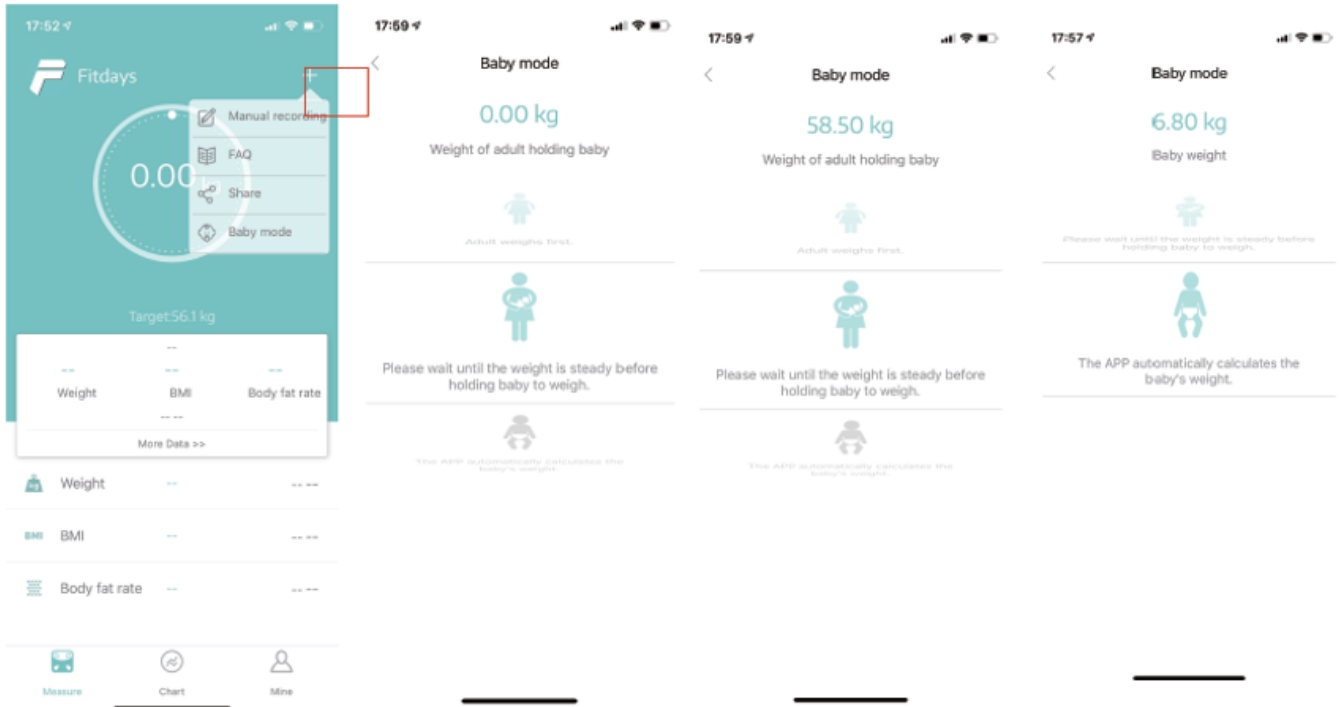 17:52
Fitdays
+
Manual recording
FAQ
Share
Baby mode
0.00
Target:56.1 kg
--
-- -- --
Weight BMI Body fat rate
-- --
More Data >>
kg Weight -- -- --
BMI BMI -- -- --
Body fat rate -- -- --
Measure Chart Mine
17:59
Baby mode
0.00 kg
Weight of adult holding baby
Adult weighs first.
Please wait until the weight is steady before
holding baby to weigh.
The APP automatically calculates the
baby's weight.
17:59
Baby mode
58.50 kg
Weight of adult holding baby
Adult weighs first.
Please wait until the weight is steady before
holding baby to weigh.
The APP automatically calculates the
baby's weight.
17:57
Baby mode
6.80 kg
Baby weight
Please wait until the weight is steady before
holding baby to weigh.
The APP automatically calculates the
baby's weight.